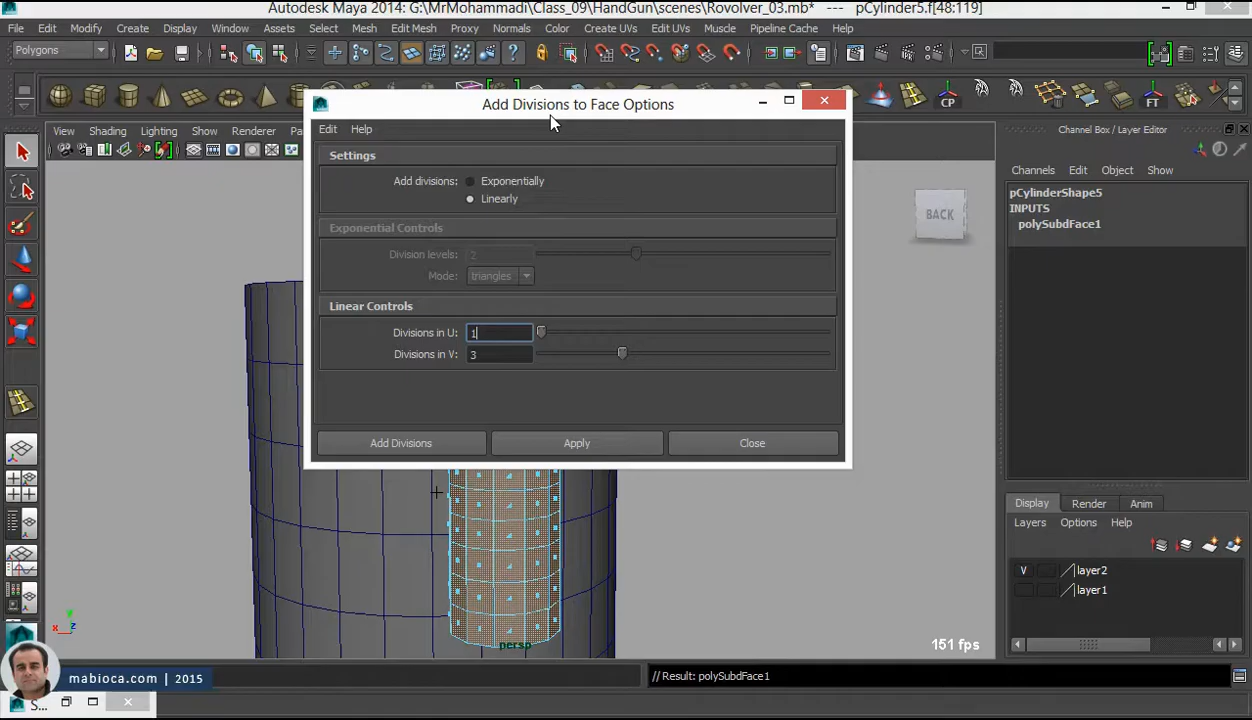 Autodesk Maya 2014: G:\MrMohammadi\Class_09\HandGun\scenes\Rovolver_03.mb* --- pCylinder5.f[48:119]
File Edit Modify Create Display Window Assets Select Mesh Edit Mesh Proxy Normals Color Create UVs Edit UVs Muscle Pipeline Cache Help
Polygons
CP
FT
Add Divisions to Face Options
Edit Help
Settings
Add divisions: Exponentially
Linearly
Exponential Controls
Division levels: 2
Mode: triangles
Linear Controls
Divisions in U: 1
Divisions in V: 3
Add Divisions Apply Close
View Shading Lighting Show Renderer Pan
BACK
persp
y
x z
151 fps
Channel Box / Layer Editor
Channels Edit Object Show
pCylinderShape5
INPUTS
polySubdFace1
Display Render Anim
Layers Options Help
V layer2
layer1
mabioca.com | 2015
// Result: polySubdFace1
S...